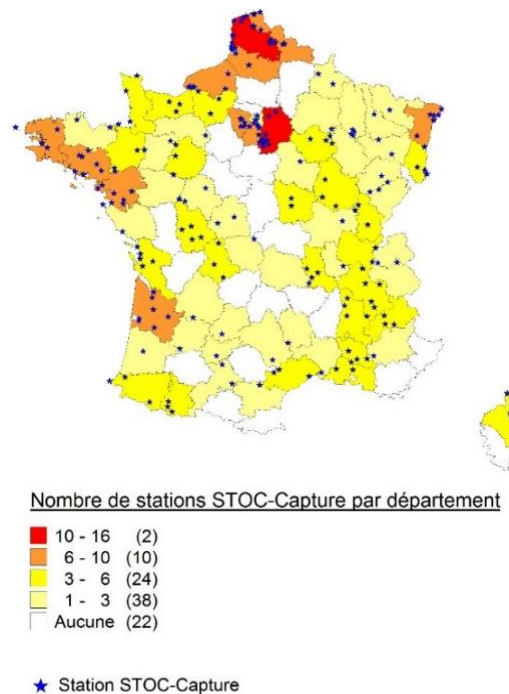 Nombre de stations STOC-Capture par département
10 - 16 (2)
6 - 10 (10)
3 - 6 (24)
1 - 3 (38)
Aucune (22)
Station STOC-Capture